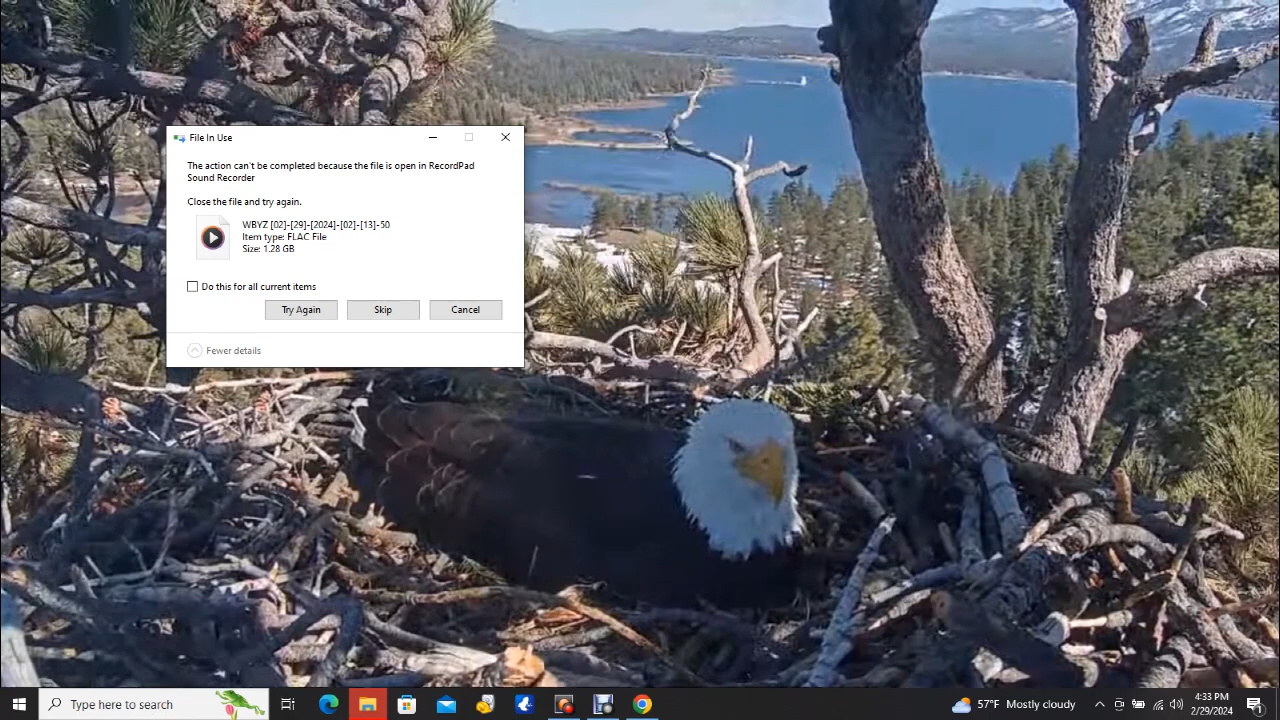 File In Use
The action can't be completed because the file is open in RecordPad
Sound Recorder
Close the file and try again.
WBYZ [02]-[29]-[2024]-[02]-[13]-50
Item type: FLAC File
Size: 1.28 GB
Do this for all current items
Try Again Skip Cancel
Fewer details
Type here to search
57°F Mostly cloudy
4:33 PM
2/29/2024
1